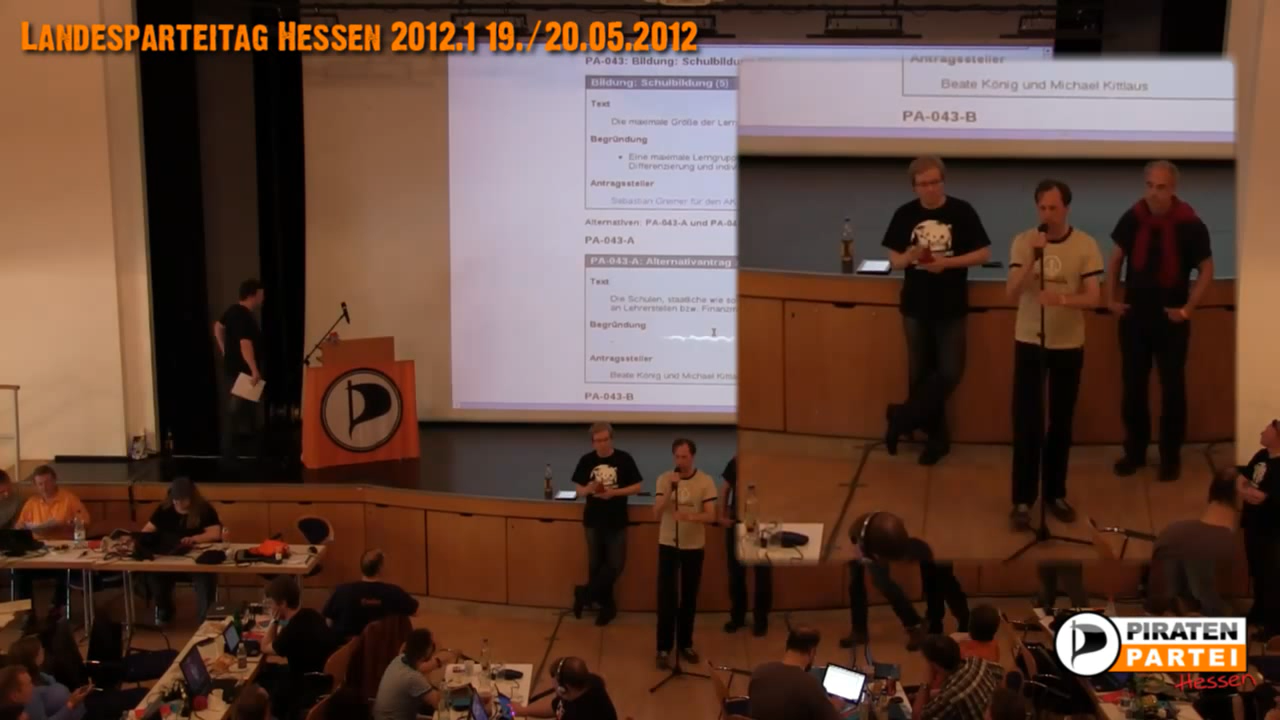 Landesparteitag Hessen 2012.1 19./20.05.2012
PA-043: Bildung: Schulbildu
Bildung: Schulbildung (5)
Text
Die maximale Größe der Lern
Begründung
Eine maximale Lerngrupp
Differenzierung und indivi
Antragssteller
Sebastian Greiner für den AK
Alternativen: PA-043-A und PA-04
PA-043-A
PA-043-A: Alternativantrag
Text
Die Schulen, staatliche wie so
an Lehrerstellen bzw. Finanzm
Begründung
Antragssteller
Beate König und Michael Kittla
PA-043-B
Antragssteller
Beate König und Michael Kittlaus
PA-043-B
PIRATEN
PARTEI
Hessen